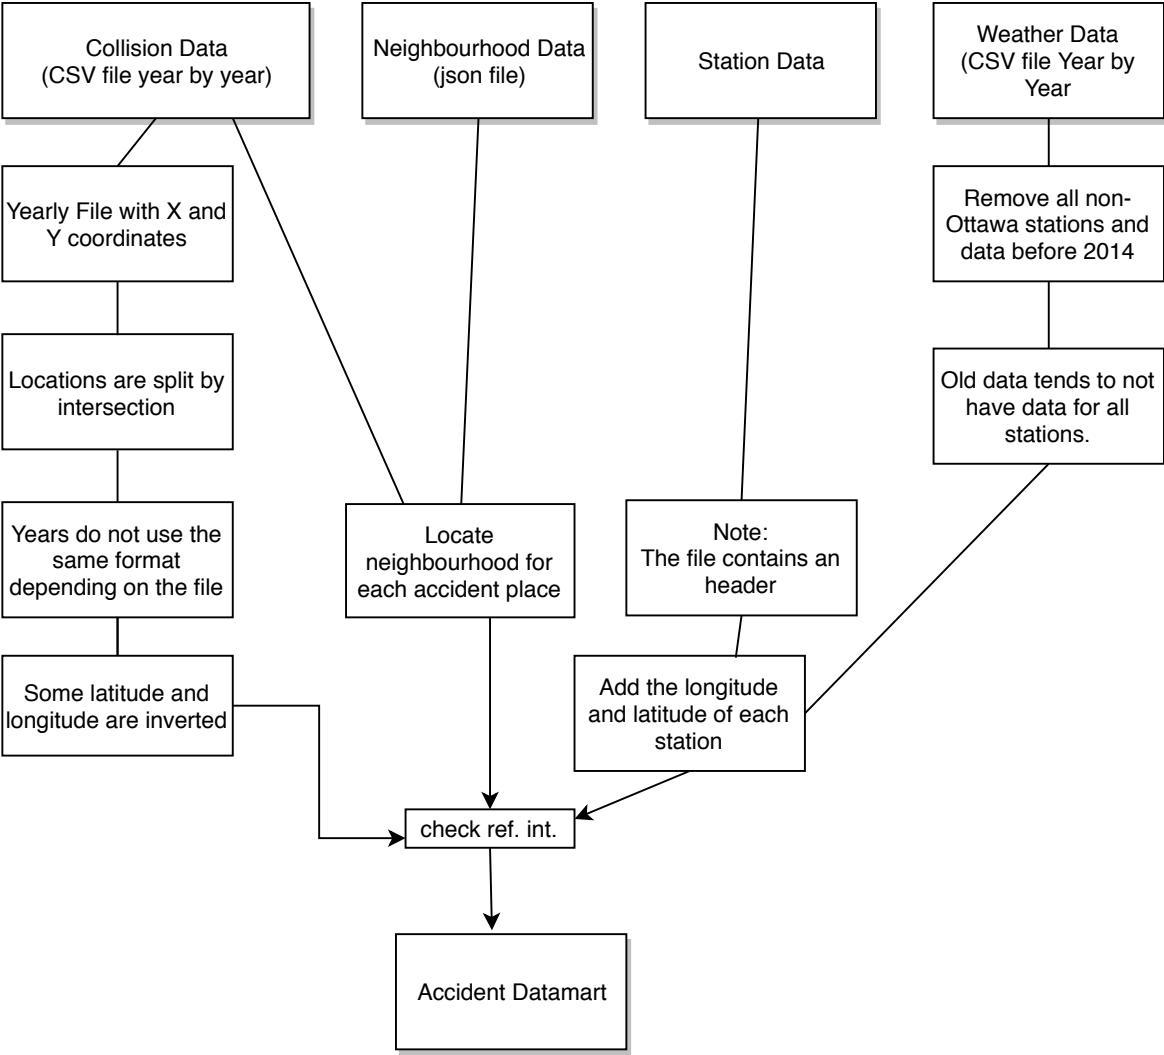 Collision Data
(CSV file year by year)
Neighbourhood Data
(json file)
Station Data
Weather Data
(CSV file Year by
Year
Yearly File with X and
Y coordinates
Remove all non-
Ottawa stations and
data before 2014
Locations are split by
intersection
Old data tends to not
have data for all
stations.
Years do not use the
same format
depending on the file
Locate
neighbourhood for
each accident place
Note:
The file contains an
header
Some latitude and
longitude are inverted
Add the longitude
and latitude of each
station
check ref. int.
Accident Datamart